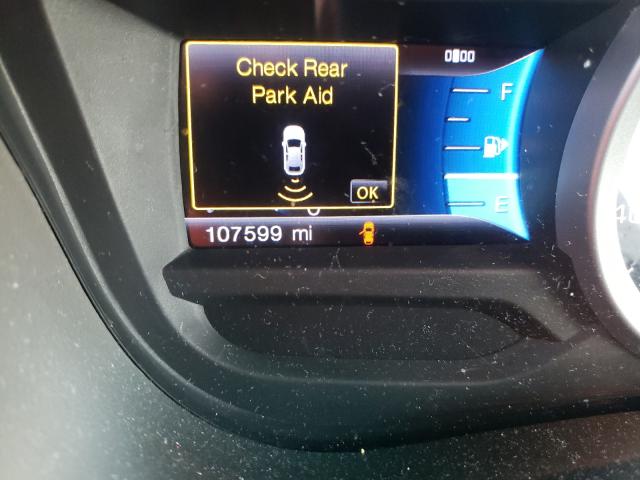 Check Rear
Park Aid
OK
F
E
107599 mi